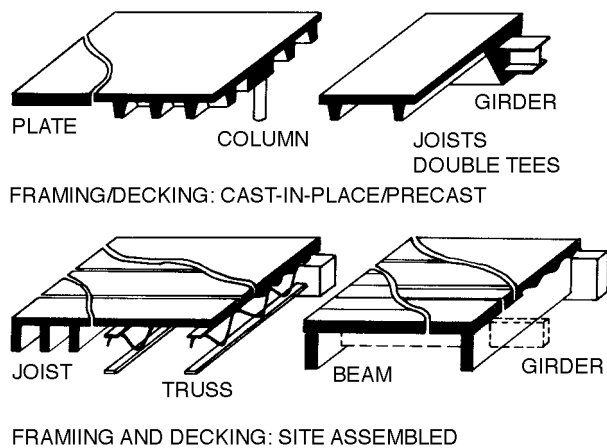 PLATE
COLUMN
GIRDER
JOISTS
DOUBLE TEES
FRAMING/DECKING: CAST-IN-PLACE/PRECAST
JOIST
TRUSS
BEAM
GIRDER
FRAMIING AND DECKING: SITE ASSEMBLED